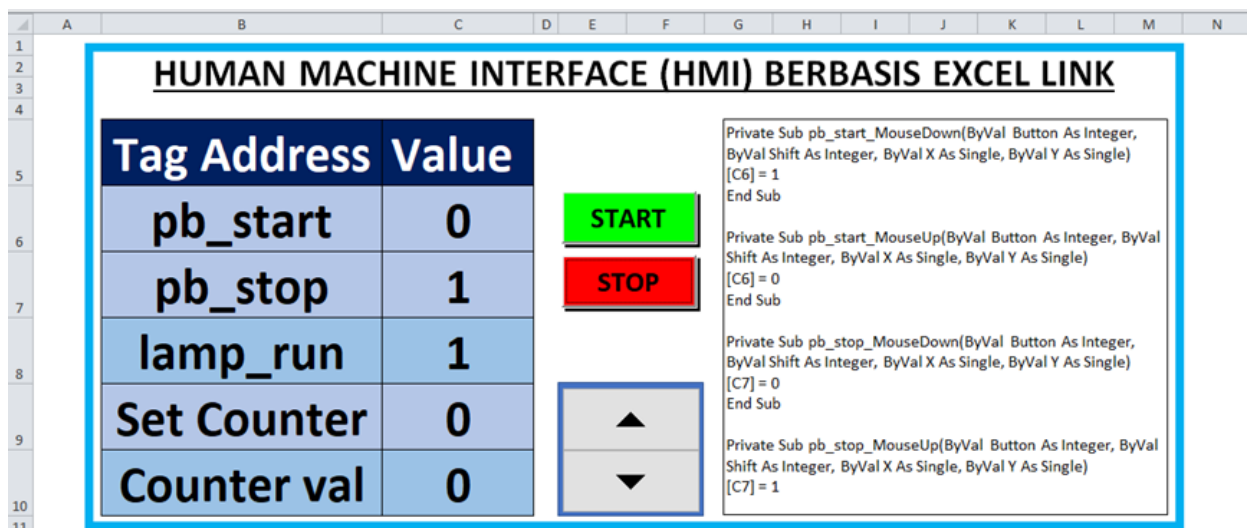 A B C D E F G H I J K L M N
1
2
3
4
5
6
7
8
9
10
11
HUMAN MACHINE INTERFACE (HMI) BERBASIS EXCEL LINK
Tag Address Value
pb_start 0
pb_stop 1
lamp_run 1
Set Counter 0
Counter val 0
START
STOP
Private Sub pb_start_MouseDown(ByVal Button As Integer,
ByVal Shift As Integer, ByVal X As Single, ByVal Y As Single)
[C6] = 1
End Sub
Private Sub pb_start_MouseUp(ByVal Button As Integer, ByVal
Shift As Integer, ByVal X As Single, ByVal Y As Single)
[C6] = 0
End Sub
Private Sub pb_stop_MouseDown(ByVal Button As Integer,
ByVal Shift As Integer, ByVal X As Single, ByVal Y As Single)
[C7] = 0
End Sub
Private Sub pb_stop_MouseUp(ByVal Button As Integer, ByVal
Shift As Integer, ByVal X As Single, ByVal Y As Single)
[C7] = 1